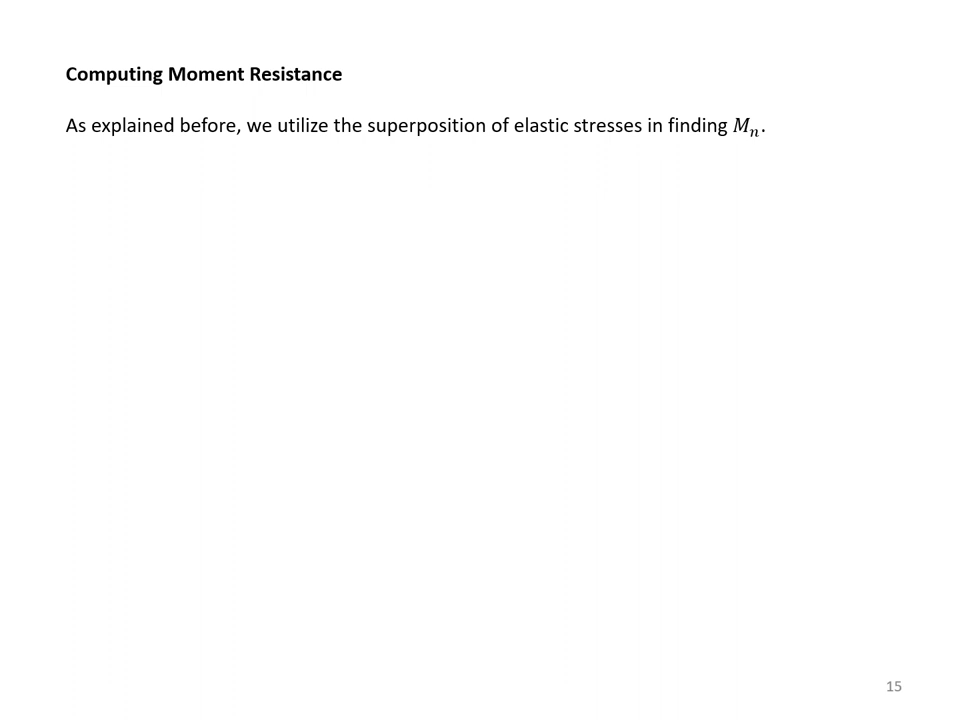 Computing Moment Resistance
As explained before, we utilize the superposition of elastic stresses in finding 𝑀ₙ.
15